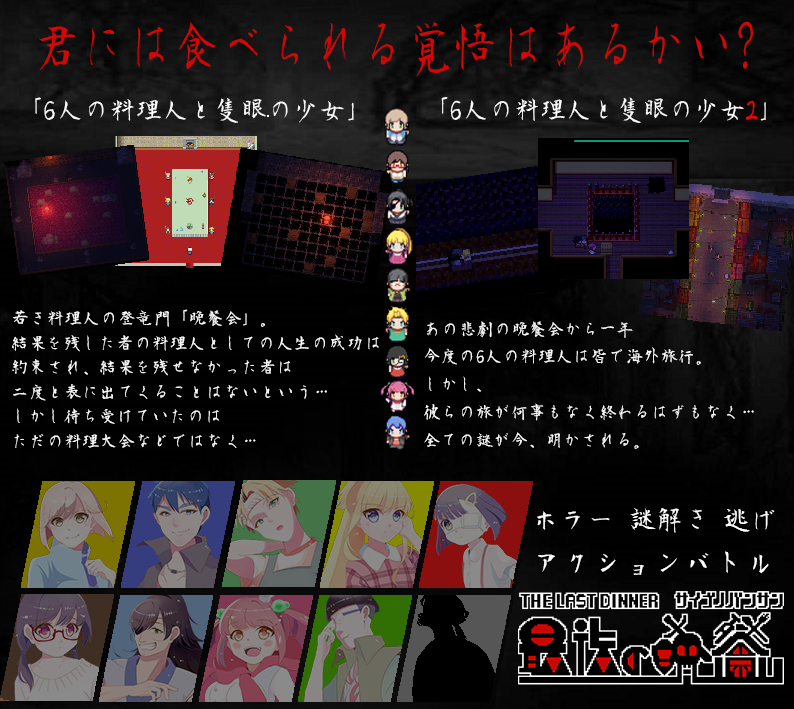 君には食べられる覚悟はあるかい?
「6人の料理人と隻眼の少女」
「6人の料理人と隻眼の少女2」
若き料理人の登竜門「晩餐会」。
結果を残した者の料理人としての人生の成功は
約束され、結果を残せなかった者は
二度と表に出てくることはないという…
しかし待ち受けていたのは
ただの料理大会などではなく…
あの悲劇の晩餐会から一年
今度の6人の料理人は皆で海外旅行。
しかし、
彼らの旅が何事もなく終わるはずもなく…
全ての謎が今、明かされる。
ホラー 謎解き 逃げ
アクションバトル
THE LAST DINNER サイゴノバンサン
最后の晩餐